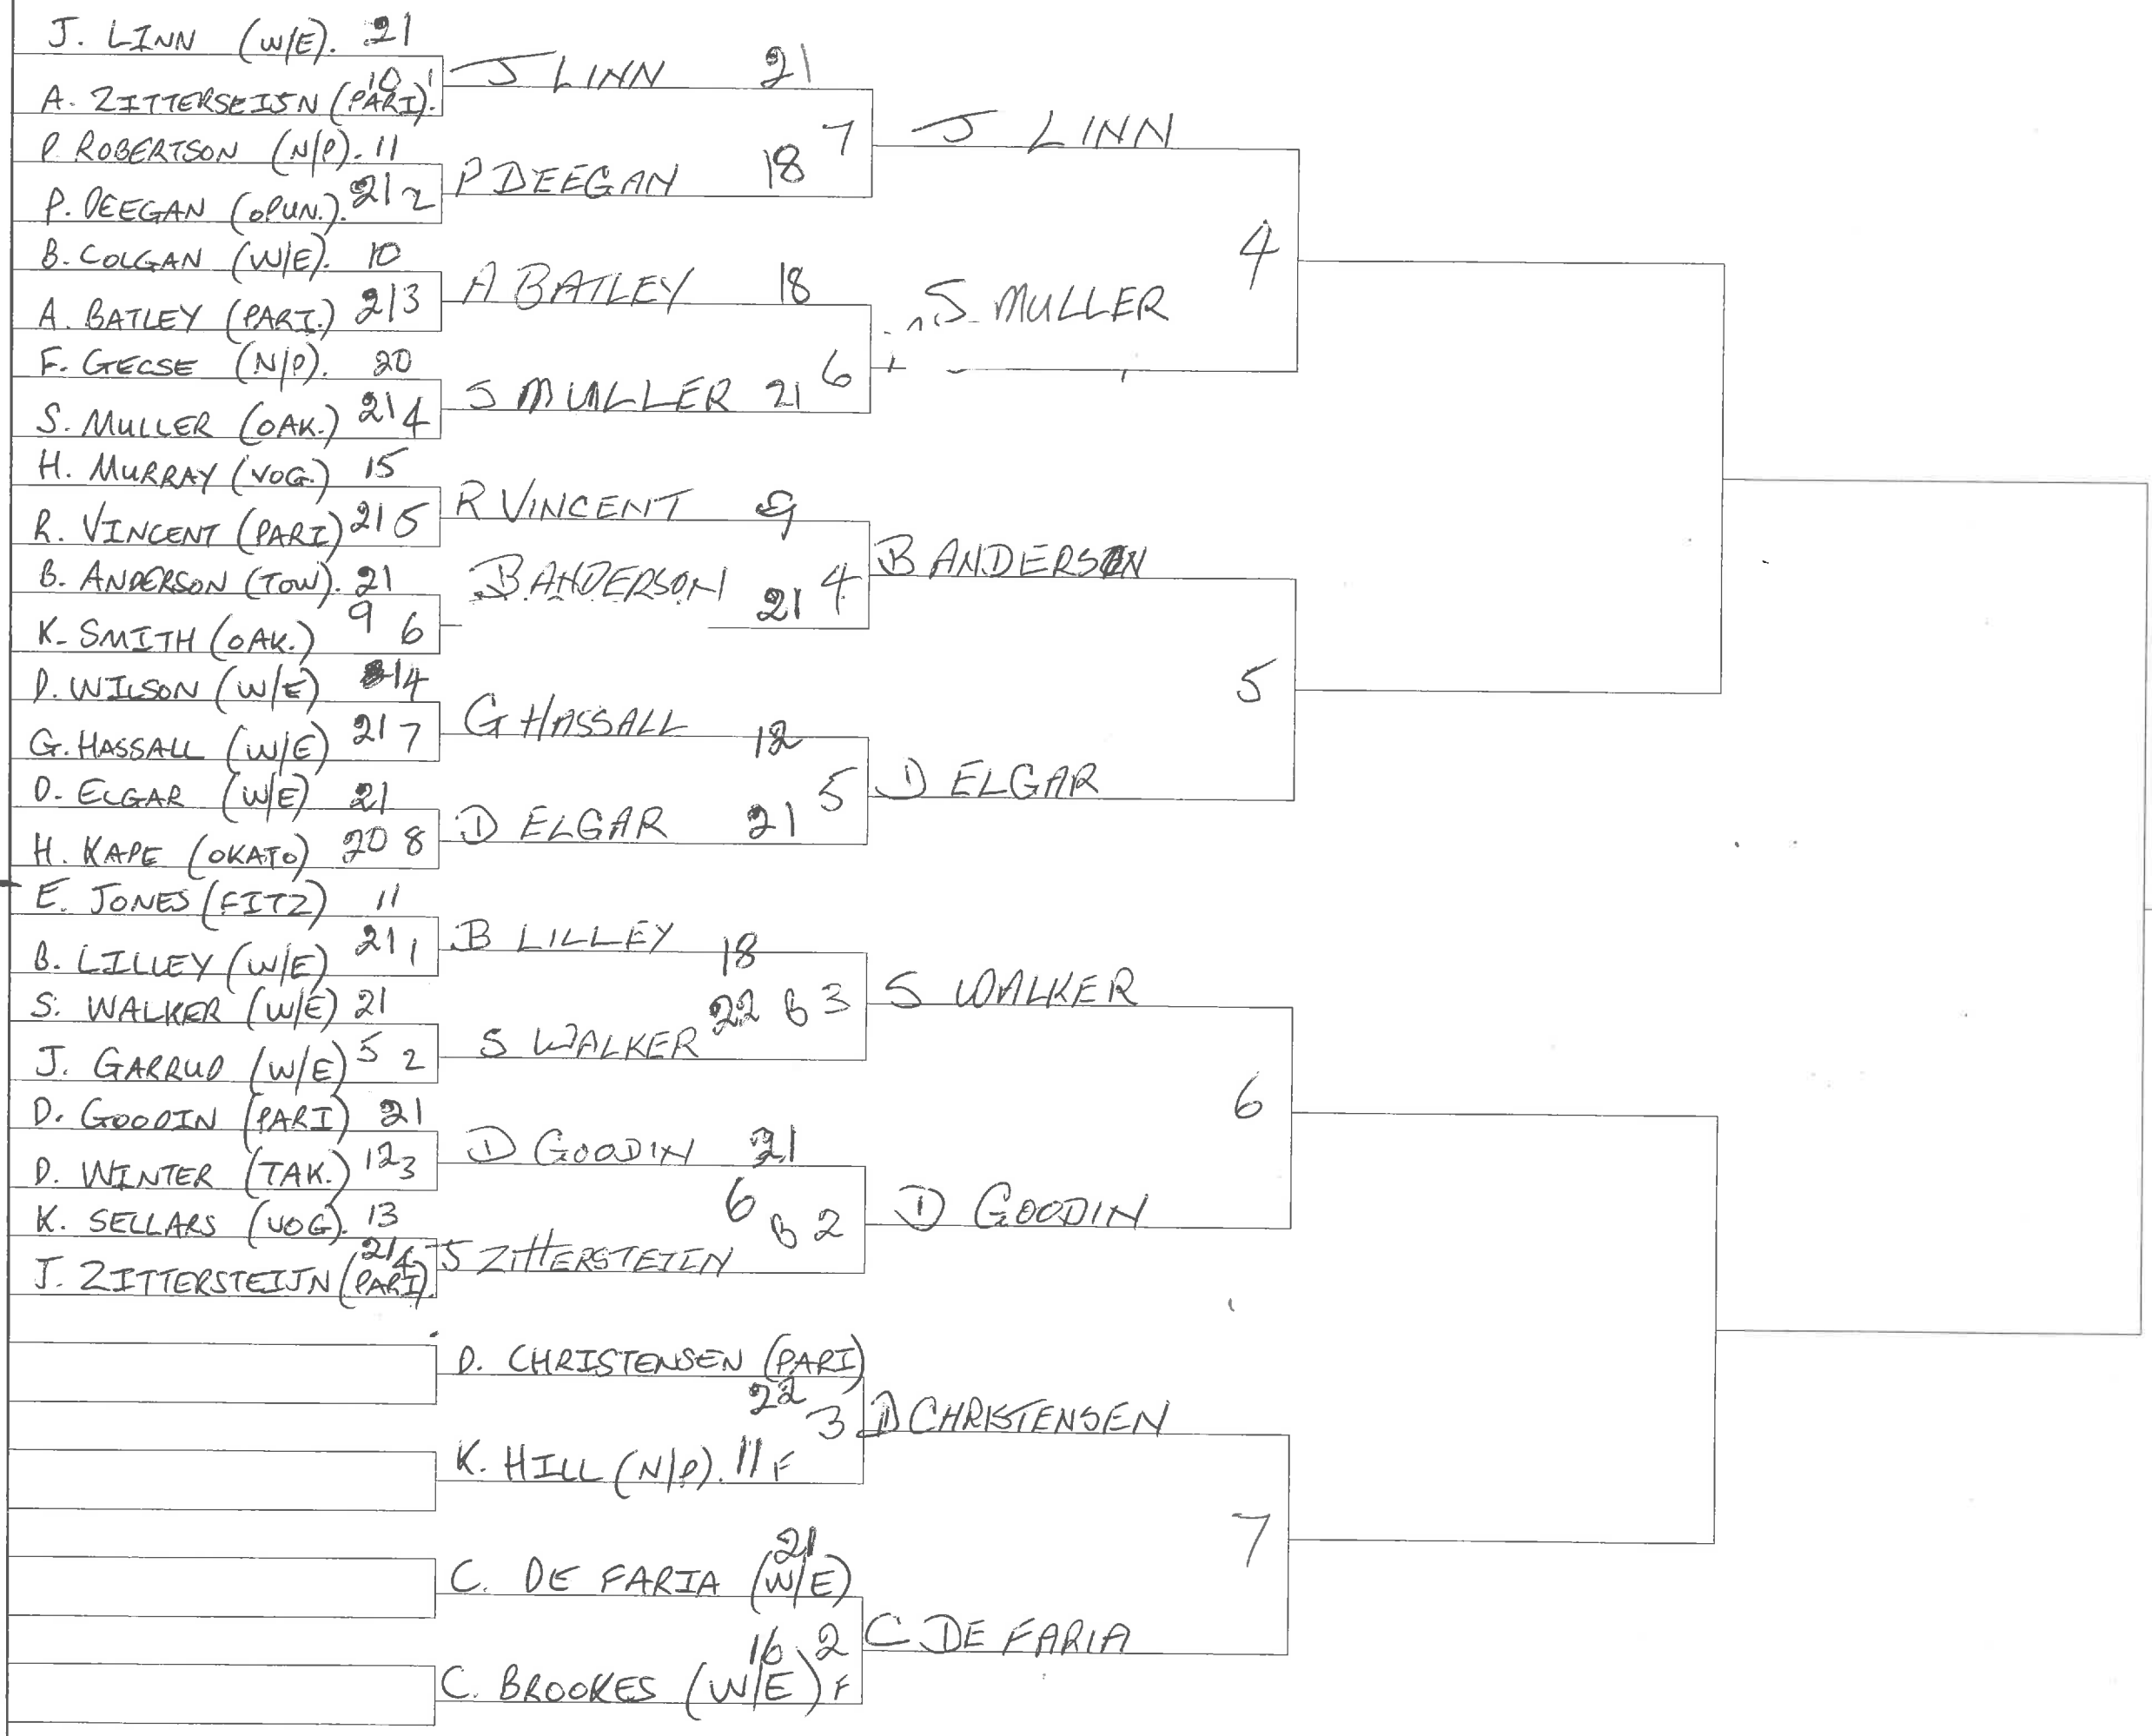 J. LINN (W/E). 21
A. ZITTERSEIJN (PARI). 10 1
P. ROBERTSON (N/P). 11
P. DEEGAN (OPUN.). 21 2
B. COLGAN (W/E). 10
A. BATLEY (PART.) 21 3
F. GECSE (N/P). 20
S. MULLER (OAK.) 21 4
H. MURRAY (VOG.) 15
R. VINCENT (PARI) 21 5
B. ANDERSON (TOW). 21
K. SMITH (OAK.) 9 6
D. WILSON (W/E) 14
G. HASSALL (W/E) 21 7
D. ELGAR (W/E) 21
H. KAPE (OKATO) 20 8
E. JONES (FITZ) 11
B. LILLEY (W/E) 21 1
S. WALKER (W/E) 21
J. GARRUD (W/E) 5 2
D. GOODIN (PARI) 21
D. WINTER (TAK.) 12 3
K. SELLARS (VOG). 13
J. ZITTERSTEIJN (PARI). 21 4
J LINN 21
7
P DEEGAN 18
A BATLEY 18
6
S MULLER 21
R VINCENT 9
4
B ANDERSON 21
G HASSALL 12
5
D ELGAR 21
B LILLEY 18
22 B 3
S WALKER
D GOODIN 21
6 B 2
J ZITTERSTEIIN
D. CHRISTENSEN (PARI)
22
3
K. HILL (N/P). 11 F
21
C. DE FARIA (W/E)
16 2
C. BROOKES (W/E) F
J LINN
4
S. MULLER
B ANDERSON
5
D ELGAR
S WALKER
6
D GOODIN
D CHRISTENSEN
7
C DE FARIA